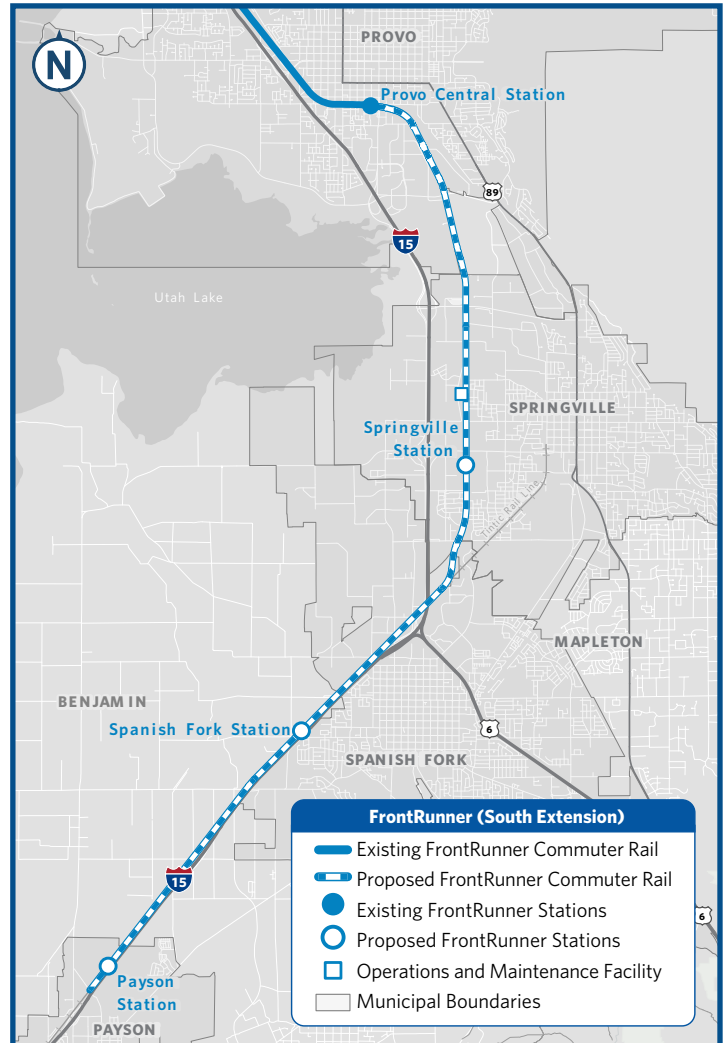 N
PROVO
Provo Central Station
89
15
Utah Lake
SPRINGVILLE
Springville
Station
Tintic Rail Line
MAPLETON
BENJAMIN
Spanish Fork Station
6
SPANISH FORK
15
6
Payson
Station
PAYSON
FrontRunner (South Extension)
Existing FrontRunner Commuter Rail
Proposed FrontRunner Commuter Rail
Existing FrontRunner Stations
Proposed FrontRunner Stations
Operations and Maintenance Facility
Municipal Boundaries